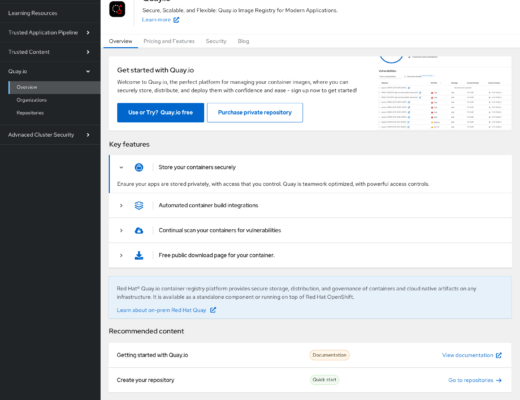 Learning Resources
Trusted Application Pipeline
Trusted Content
Quay.io
Overview
Organizations
Repositories
Advanced Cluster Security
Quay.io
Secure, Scalable, and Flexible: Quay.io Image Registry for Modern Applications.
Learn more
Overview Pricing and Features Security Blog
Get started with Quay.io
Welcome to Quay.io, the perfect platform for managing your container images, where you can
securely store, distribute, and deploy them with confidence and ease - sign up now to get started!
Use or Try? Quay.io free Purchase private repository
Key features
Store your containers securely
Ensure your apps are stored privately, with access that you control. Quay is teamwork optimized, with powerful access controls.
Automated container build integrations
Continual scan your containers for vulnerabilities
Free public download page for your container.
Red Hat® Quay.io container registry platform provides secure storage, distribution, and governance of containers and cloud native artifacts on any
infrastructure. It is available as a standalone component or running on top of Red Hat OpenShift.
Learn about on-prem Red Hat Quay
Recommended content
Getting started with Quay.io Documentation View documentation
Create your repository Quick start Go to repositories